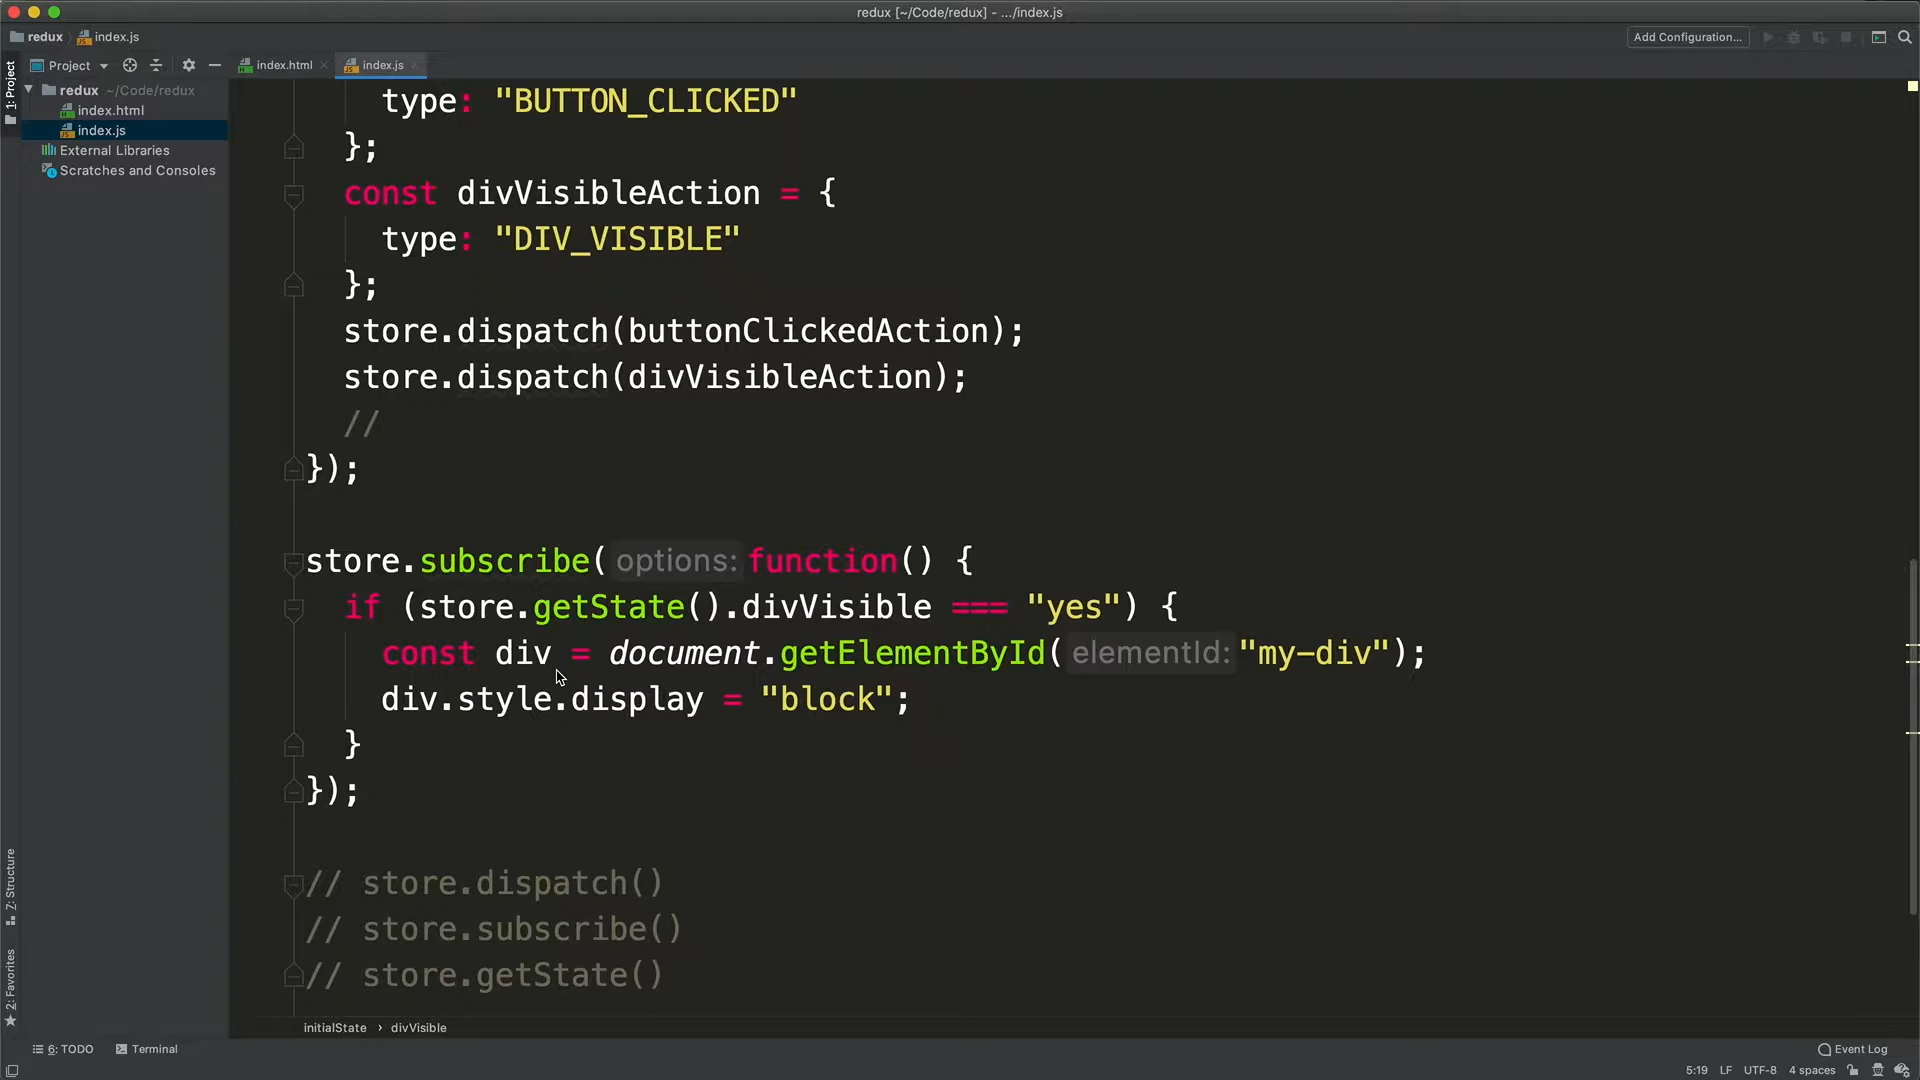 redux [~/Code/redux] - .../index.js
redux
index.js
Add Configuration...
Project
index.html
index.js
1: Project
redux ~/Code/redux
index.html
index.js
External Libraries
Scratches and Consoles
type: "BUTTON_CLICKED"
};
const divVisibleAction = {
type: "DIV_VISIBLE"
};
store.dispatch(buttonClickedAction);
store.dispatch(divVisibleAction);
//
});
store.subscribe( options: function() {
if (store.getState().divVisible === "yes") {
const div = document.getElementById( elementId: "my-div");
div.style.display = "block";
}
});
// store.dispatch()
// store.subscribe()
// store.getState()
Z: Structure
2: Favorites
initialState › divVisible
6: TODO
Terminal
Event Log
5:19 LF UTF-8 4 spaces